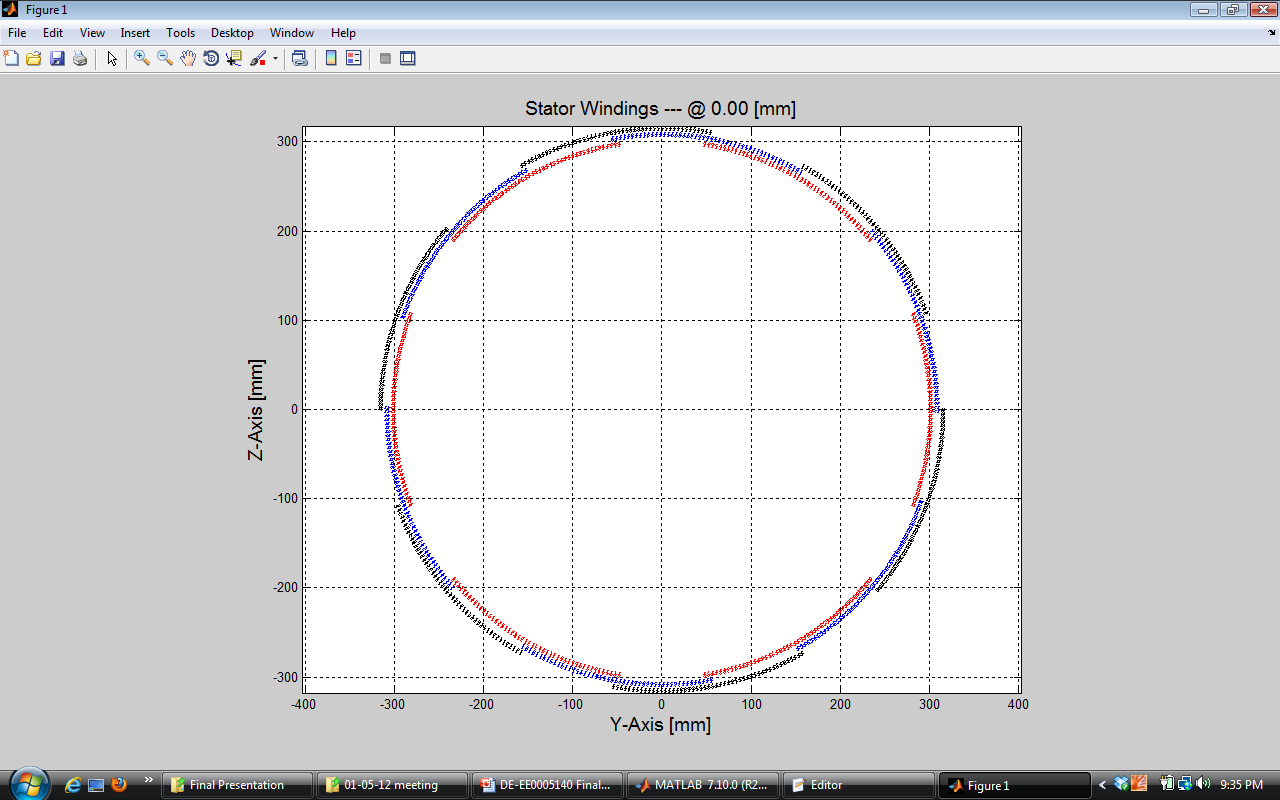 Figure 1
File Edit View Insert Tools Desktop Window Help
Stator Windings --- @ 0.00 [mm]
300
200
100
0
-100
-200
-300
Z-Axis [mm]
-400 -300 -200 -100 0 100 200 300 400
Y-Axis [mm]
Final Presentation 01-05-12 meeting DE-EE0005140 Final... MATLAB 7.10.0 (R2... Editor Figure 1 9:35 PM